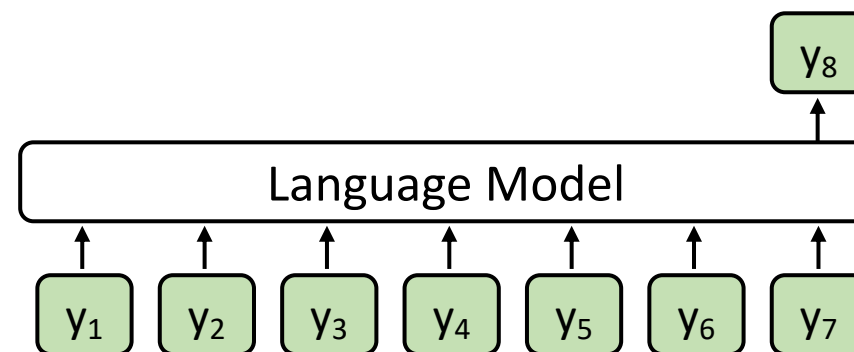 y₈
Language Model
y₁ y₂ y₃ y₄ y₅ y₆ y₇